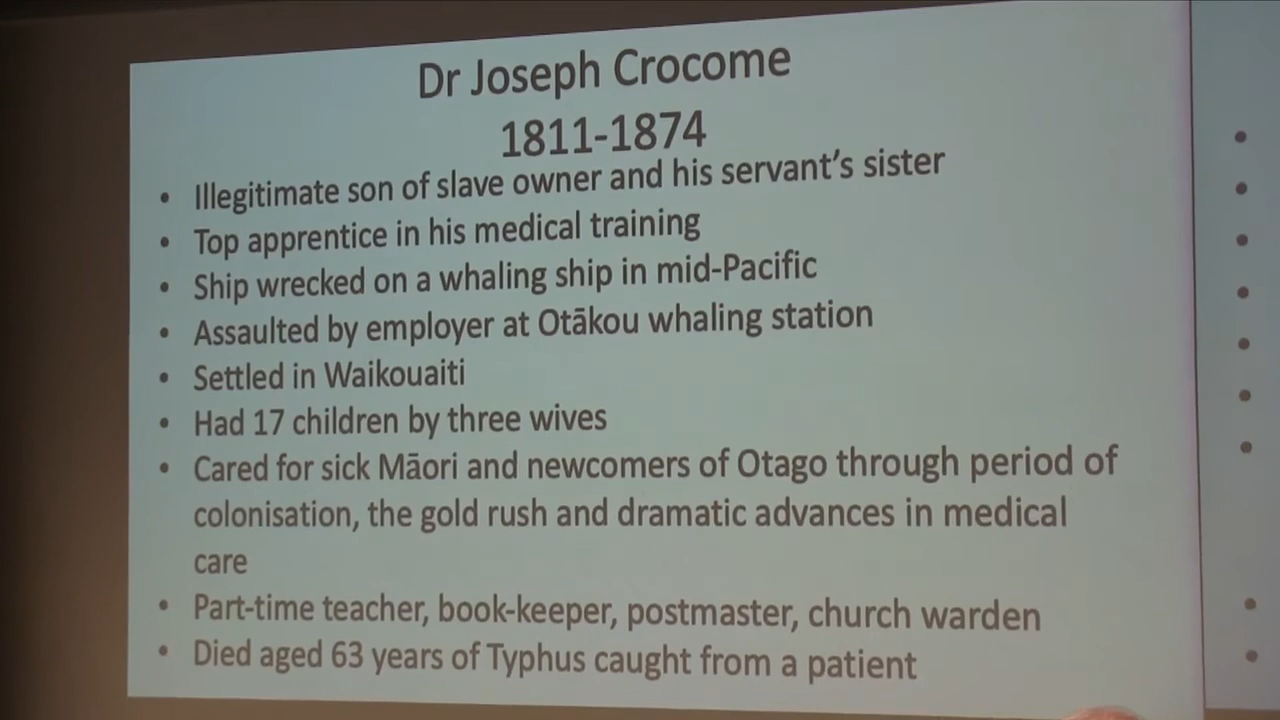 Dr Joseph Crocome
1811-1874
• Illegitimate son of slave owner and his servant's sister
• Top apprentice in his medical training
• Ship wrecked on a whaling ship in mid-Pacific
• Assaulted by employer at Otākou whaling station
• Settled in Waikouaiti
• Had 17 children by three wives
• Cared for sick Māori and newcomers of Otago through period of
colonisation, the gold rush and dramatic advances in medical
care
• Part-time teacher, book-keeper, postmaster, church warden
• Died aged 63 years of Typhus caught from a patient